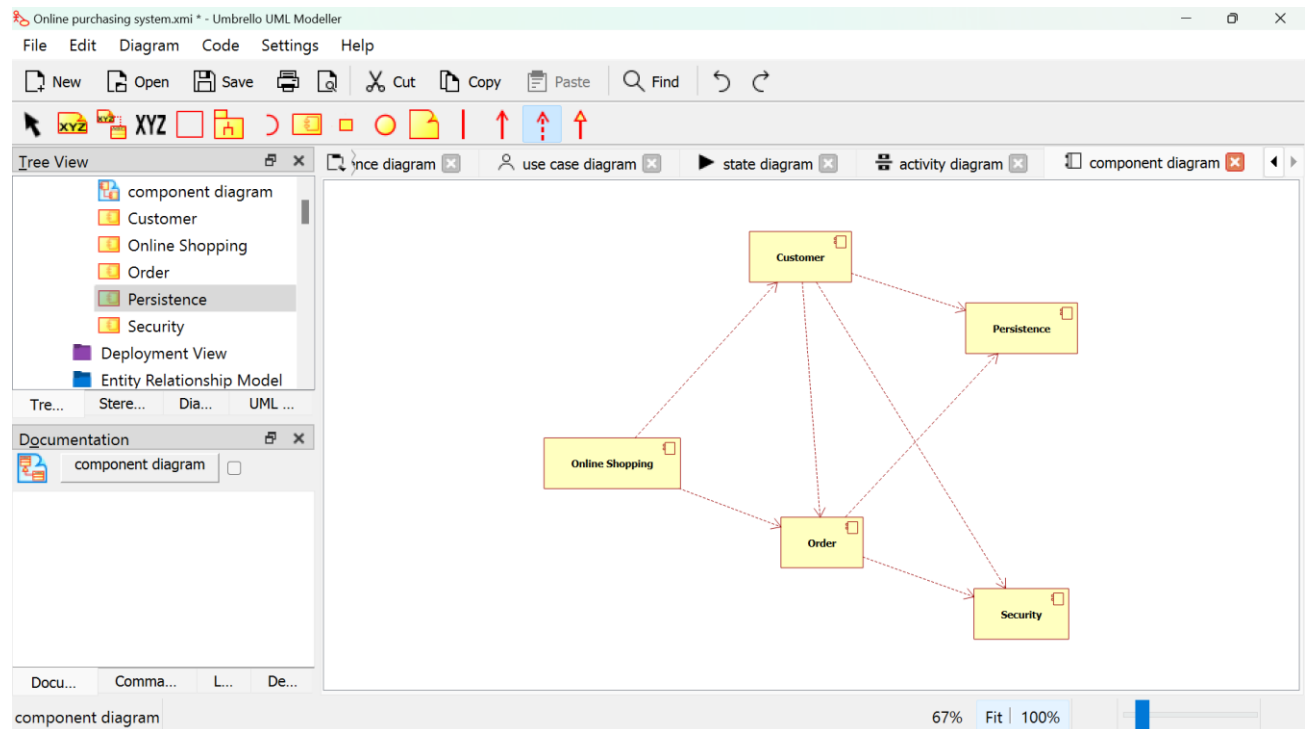 Online purchasing system.xmi * - Umbrello UML Modeller
File Edit Diagram Code Settings Help
New Open Save Cut Copy Paste Find
XYZ XYZ XYZ
Tree View
nce diagram use case diagram state diagram activity diagram component diagram
component diagram
Customer
Online Shopping
Order
Persistence
Security
Deployment View
Entity Relationship Model
Tre... Stere... Dia... UML ...
Documentation
component diagram
Customer
Persistence
Online Shopping
Order
Security
Docu... Comma... L... De...
component diagram 67% Fit 100%